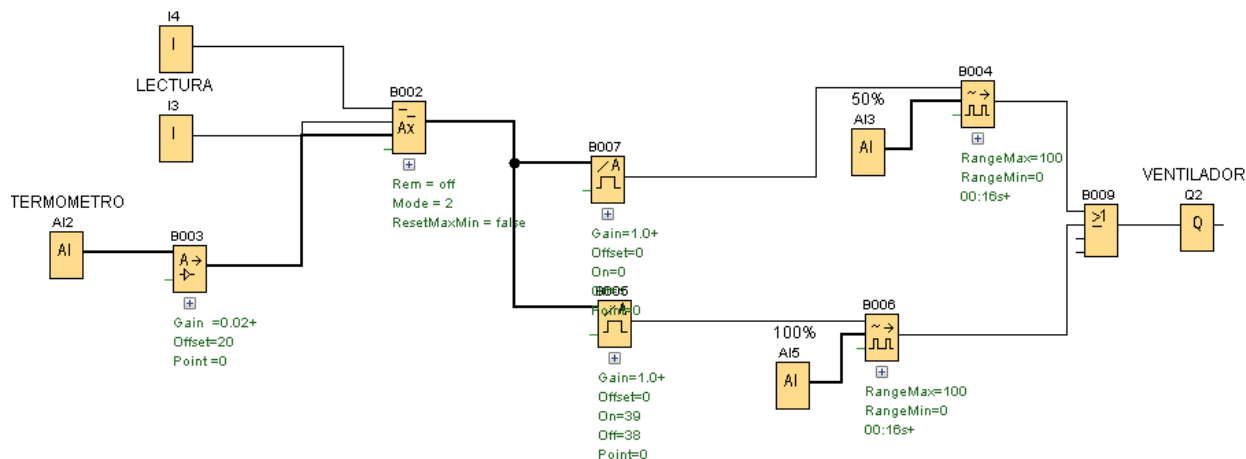 I4
I
LECTURA
I3
I
TERMOMETRO
AI2
AI
B003
A→
Gain =0.02+
Offset=20
Point =0
B002
Ax
Rem = off
Mode = 2
ResetMaxMin = false
B007
/A
Gain=1.0+
Offset=0
On=0
Point=0
B005
A
Gain=1.0+
Offset=0
On=39
Off=38
Point=0
50%
AI3
AI
B004
~→
RangeMax=100
RangeMin=0
00:16s+
100%
AI5
AI
B006
~→
RangeMax=100
RangeMin=0
00:16s+
B009
≥1
VENTILADOR
Q2
Q